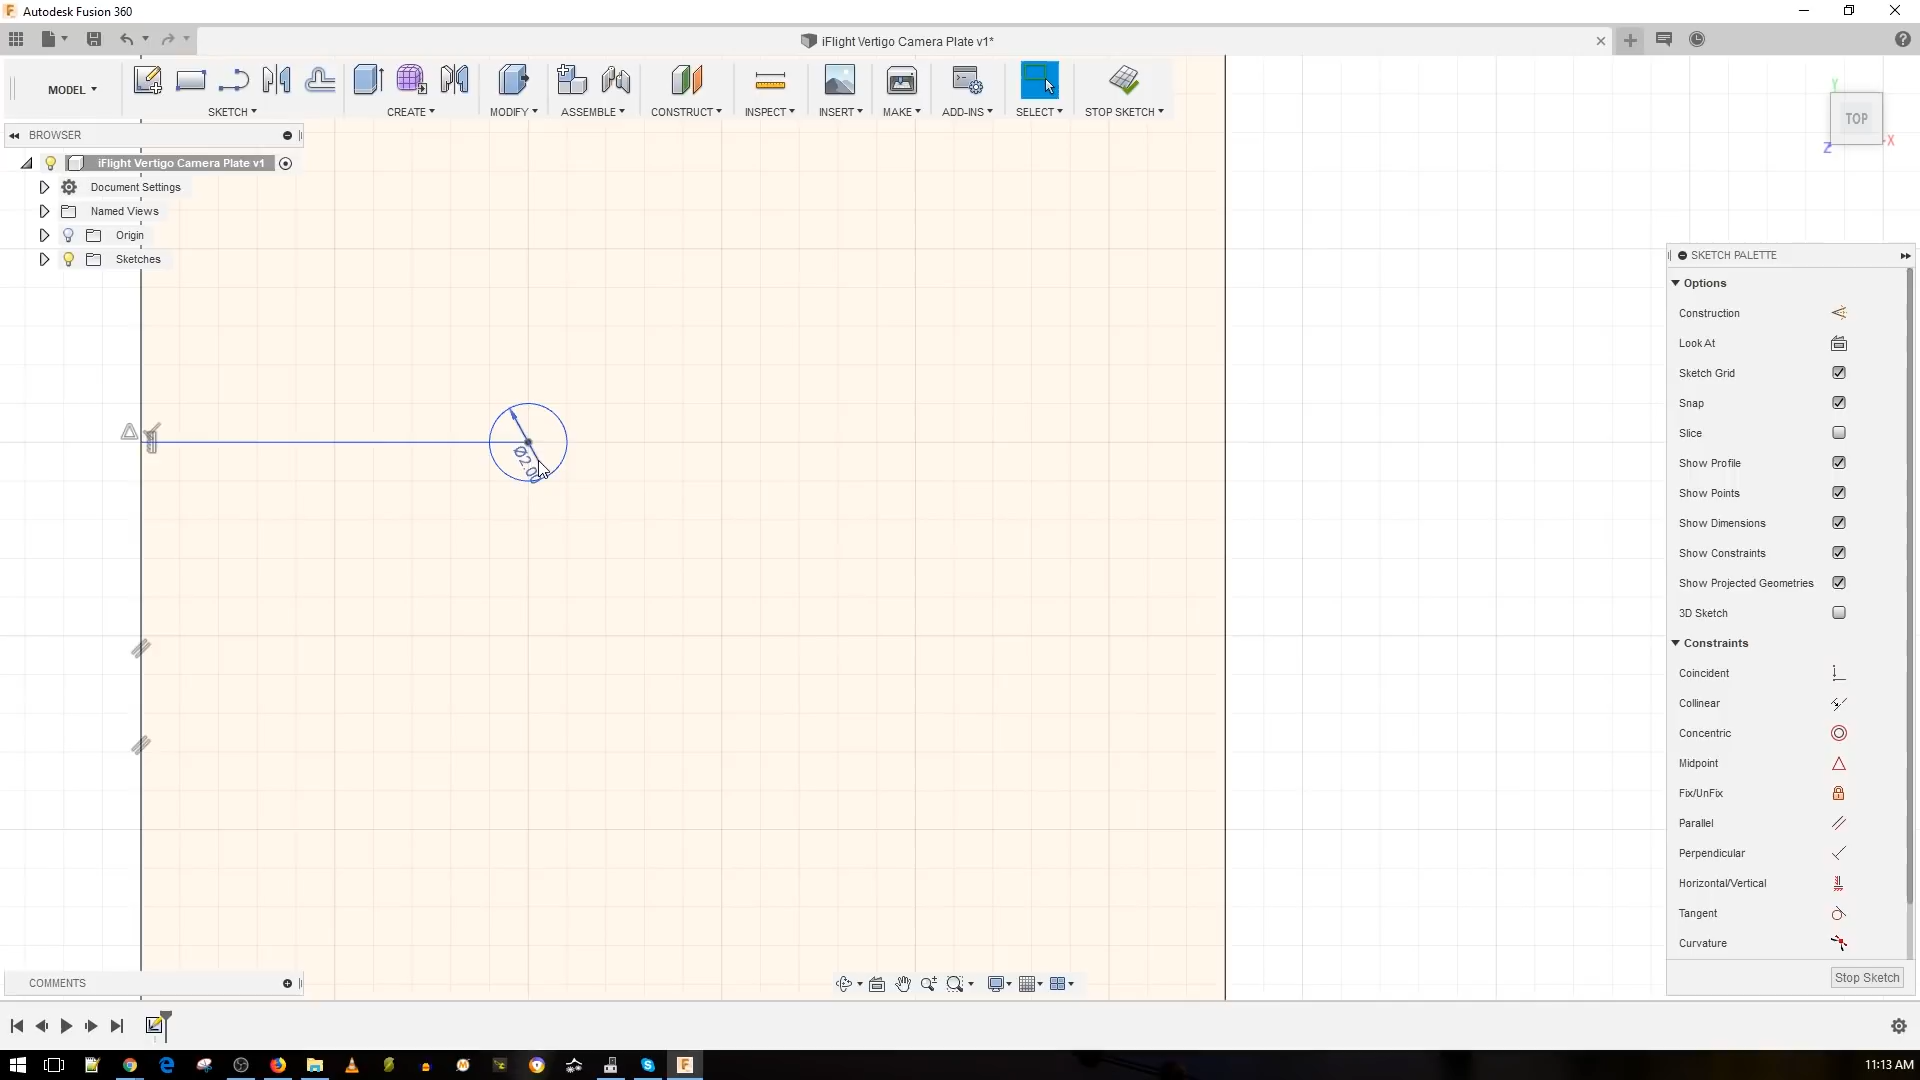 Autodesk Fusion 360
iFlight Vertigo Camera Plate v1*
MODEL
SKETCH
CREATE
MODIFY
ASSEMBLE
CONSTRUCT
INSPECT
INSERT
MAKE
ADD-INS
SELECT
STOP SKETCH
BROWSER
iFlight Vertigo Camera Plate v1
Document Settings
Named Views
Origin
Sketches
Y
TOP
X
Z
SKETCH PALETTE
Options
Construction
Look At
Sketch Grid
Snap
Slice
Show Profile
Show Points
Show Dimensions
Show Constraints
Show Projected Geometries
3D Sketch
Constraints
Coincident
Collinear
Concentric
Midpoint
Fix/UnFix
Parallel
Perpendicular
Horizontal/Vertical
Tangent
Curvature
Stop Sketch
Ø2.00
COMMENTS
11:13 AM